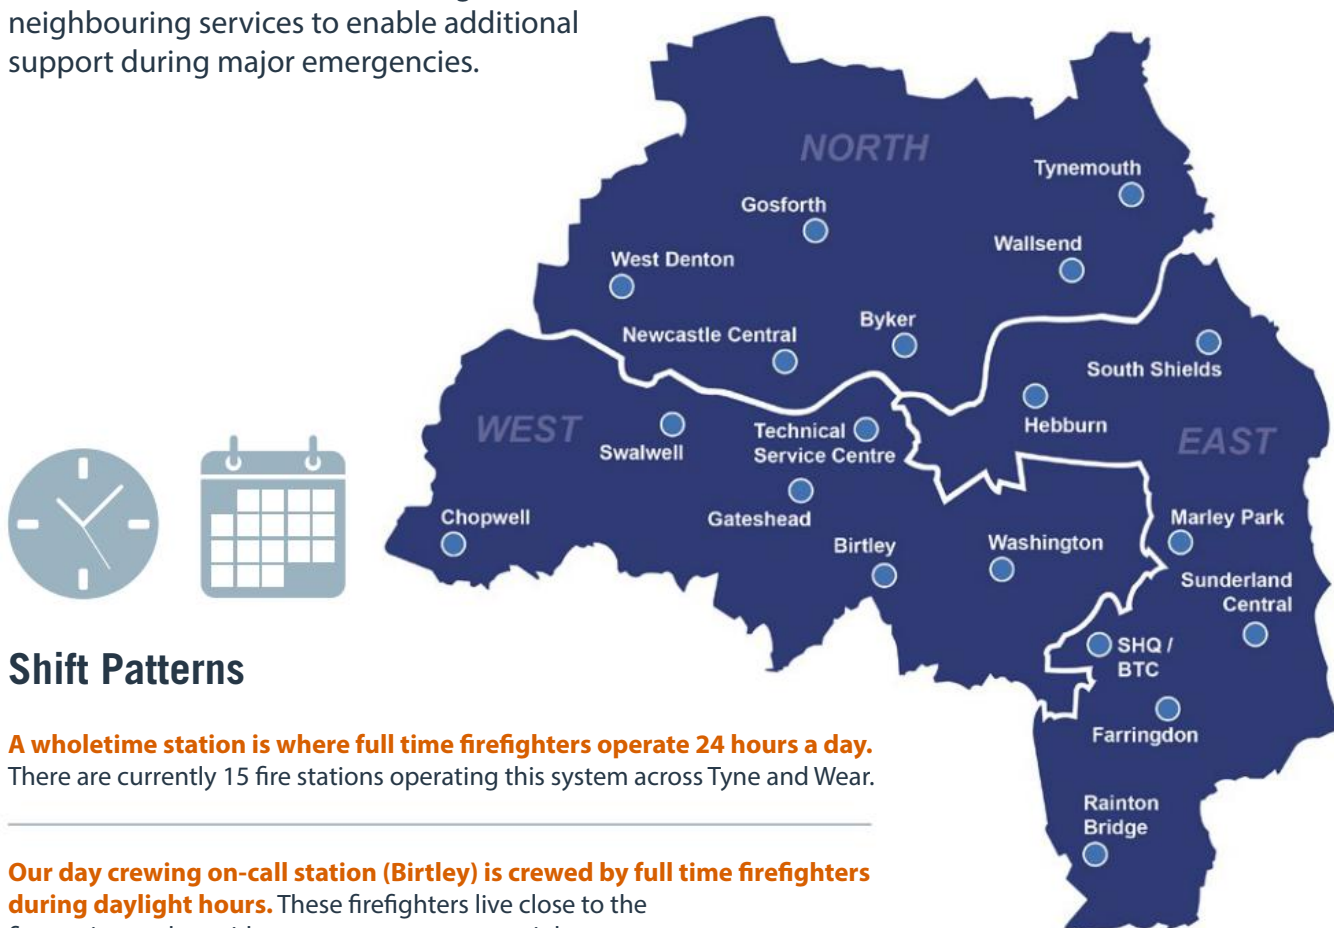 neighbouring services to enable additional
support during major emergencies.
NORTH
Tynemouth
Gosforth
Wallsend
West Denton
Byker
Newcastle Central
South Shields
WEST
Hebburn
Technical
Service Centre
EAST
Swalwell
Chopwell
Gateshead
Marley Park
Birtley
Washington
Sunderland
Central
SHQ /
BTC
Farringdon
Rainton
Bridge
Shift Patterns
A wholetime station is where full time firefighters operate 24 hours a day.
There are currently 15 fire stations operating this system across Tyne and Wear.
Our day crewing on-call station (Birtley) is crewed by full time firefighters
during daylight hours. These firefighters live close to the